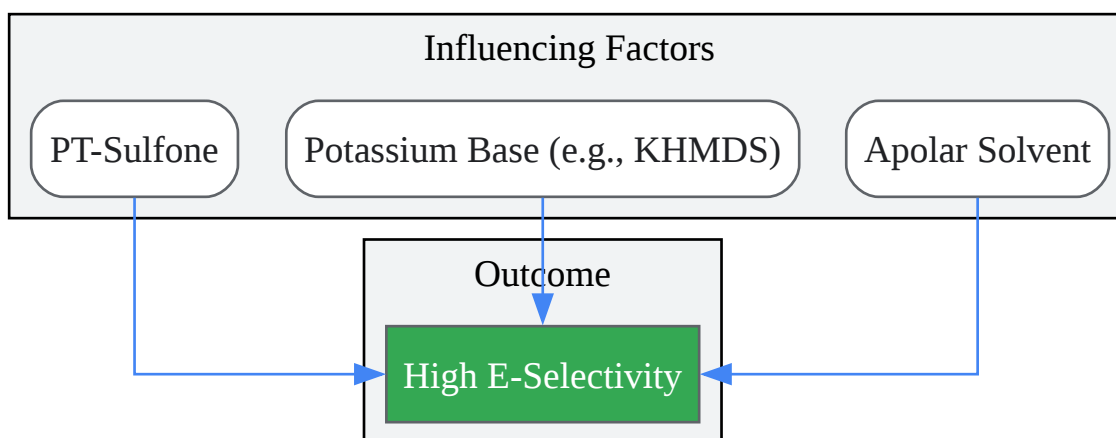 Influencing Factors
PT-Sulfone
Potassium Base (e.g., KHMDS)
Apolar Solvent
Outcome
High E-Selectivity